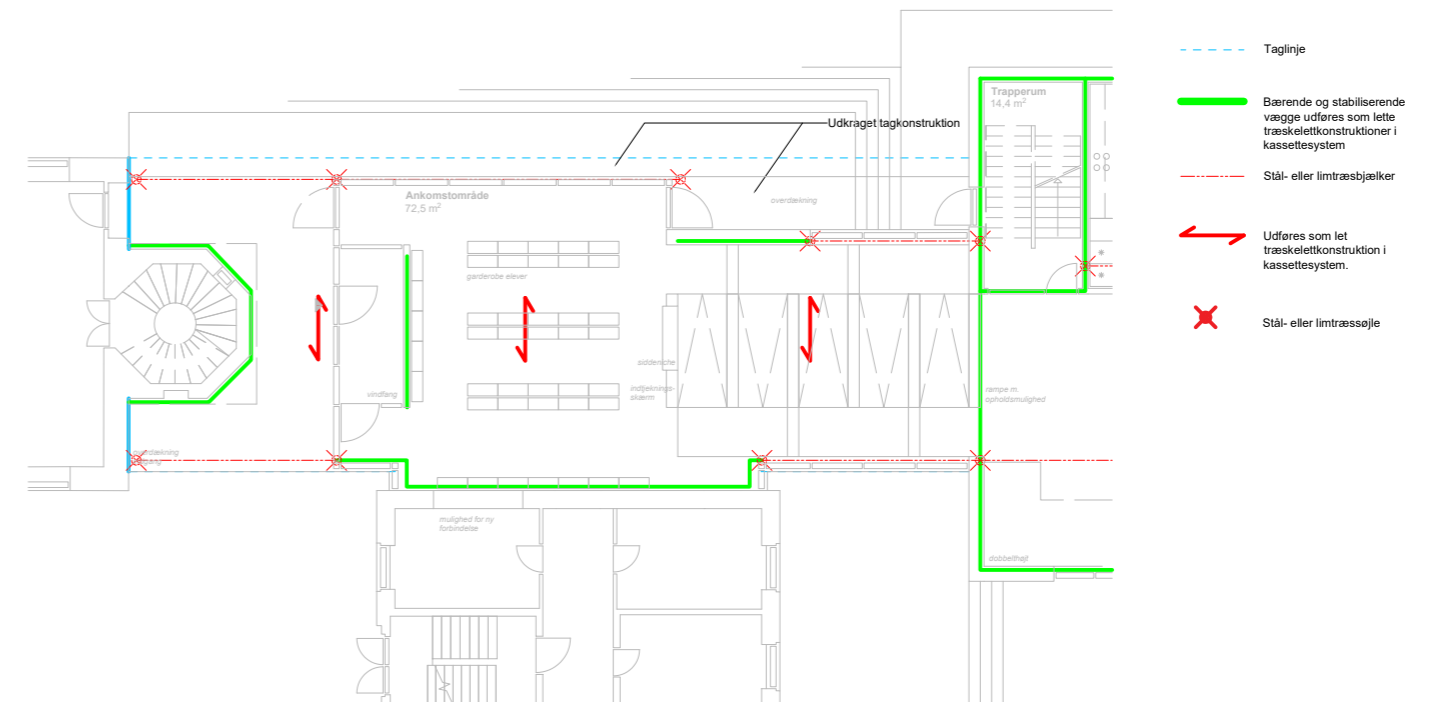 Taglinje
Trapperum
14,4 m²
Bærende og stabiliserende
vægge udføres som lette
træskelettkonstruktioner i
kassettesystem
Udkraget tagkonstruktion
Stål- eller limtræsbjælker
Ankomstområde
72,5 m²
overdækning
Udføres som let
træskelettkonstruktion i
kassettesystem.
garderobe elever
Stål- eller limtræssøjle
siddeniche
indtjeknings-
skærm
vindfang
rampe m.
opholdsmulighed
overdækning
mulighed for ny
forbindelse
dobbelthøjt